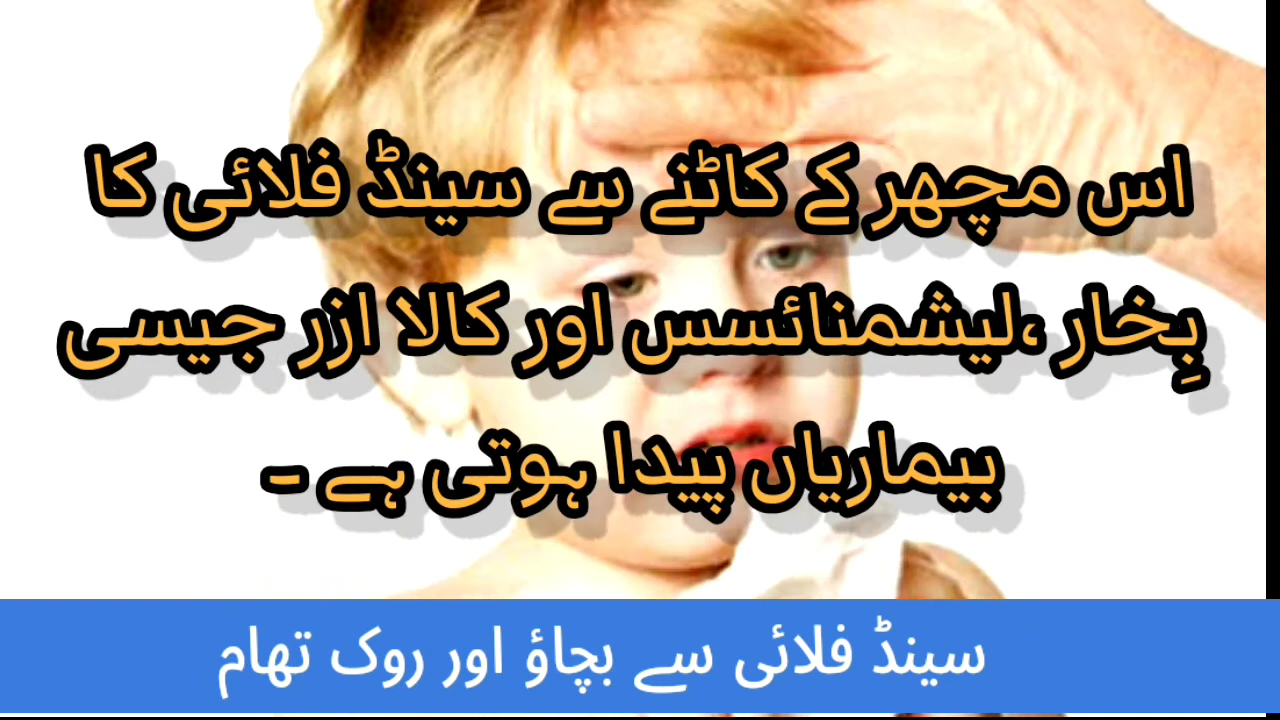 اس مچھر کے کاٹنے سے سینڈ فلائی کا
بِخار ،لیشمنائسس اور کالا ازر جیسی
بیماریاں پیدا ہوتی ہے ۔
سینڈ فلائی سے بچاؤ اور روک تھام